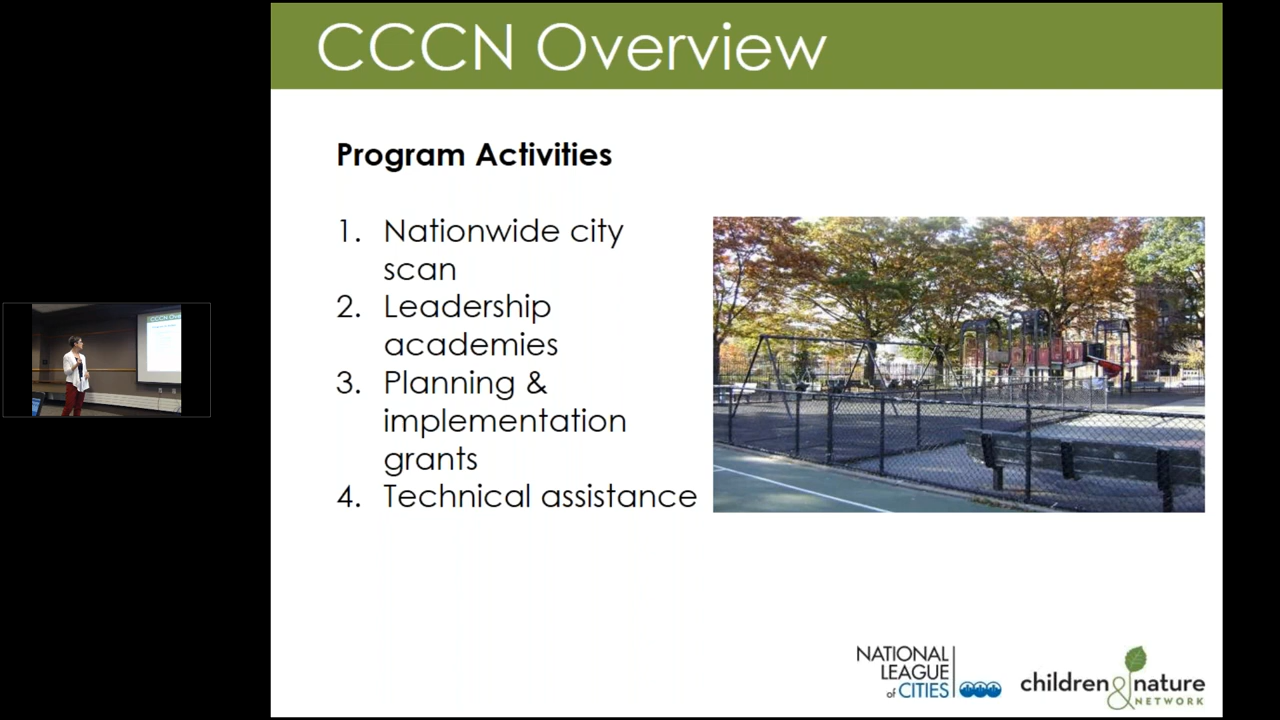 CCCN Overview
Program Activities
1. Nationwide city
scan
2. Leadership
academies
3. Planning &
implementation
grants
4. Technical assistance
NATIONAL
LEAGUE
of CITIES
children & nature
NETWORK